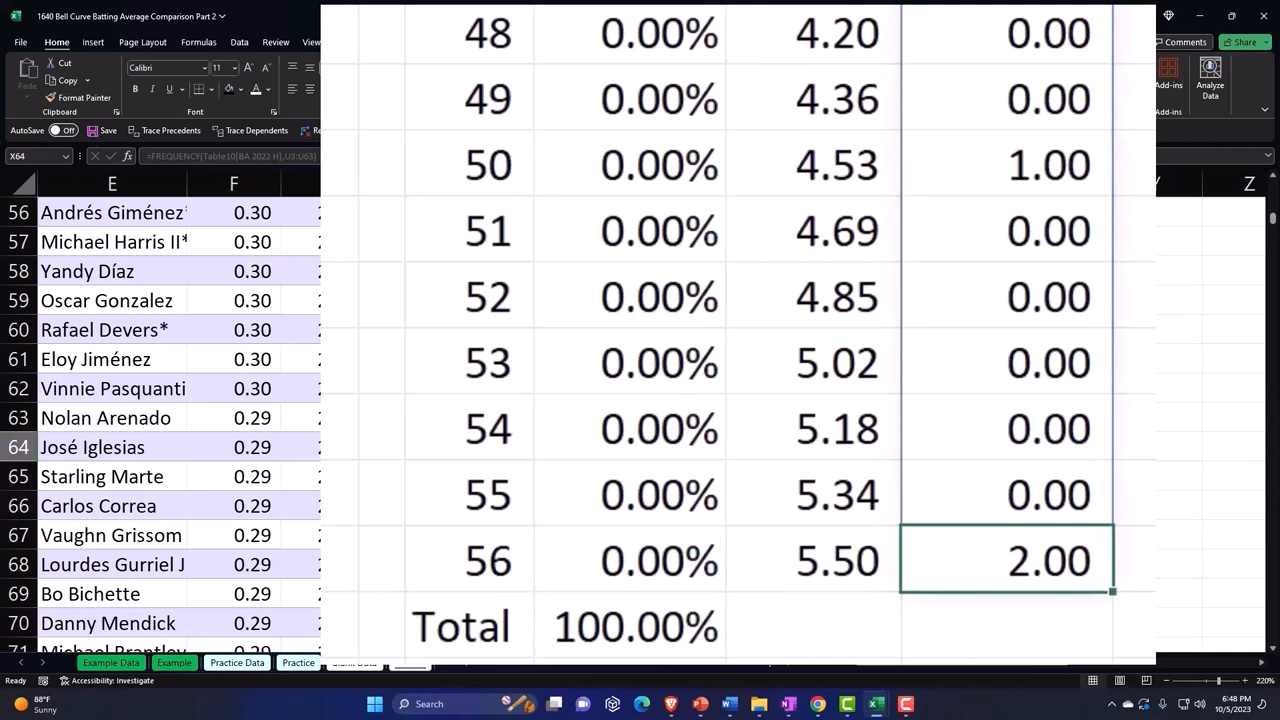 1640 Bell Curve Batting Average Comparison Part 2
File Home Insert Page Layout Formulas Data Review View
Comments Share
Cut
Copy
Format Painter
Clipboard
Calibri 11
B I U
Font
Add-ins
Analyze Data
Add-ins
AutoSave Off Save Trace Precedents Trace Dependents
X64 fx =FREQUENCY(Table10[BA 2022 H],U3:U63)
E F Z
56 Andrés Giménez* 0.30
57 Michael Harris II* 0.30
58 Yandy Díaz 0.30
59 Oscar Gonzalez 0.30
60 Rafael Devers* 0.30
61 Eloy Jiménez 0.30
62 Vinnie Pasquanti 0.30
63 Nolan Arenado 0.29
64 José Iglesias 0.29
65 Starling Marte 0.29
66 Carlos Correa 0.29
67 Vaughn Grissom 0.29
68 Lourdes Gurriel J 0.29
69 Bo Bichette 0.29
70 Danny Mendick 0.29
71 Michael Brantley
48 0.00% 4.20 0.00
49 0.00% 4.36 0.00
50 0.00% 4.53 1.00
51 0.00% 4.69 0.00
52 0.00% 4.85 0.00
53 0.00% 5.02 0.00
54 0.00% 5.18 0.00
55 0.00% 5.34 0.00
56 0.00% 5.50 2.00
Total 100.00%
Example Data Example Practice Data Practice Blank Data
Ready Accessibility: Investigate 220%
88°F
Sunny
Search
6:48 PM
10/5/2023